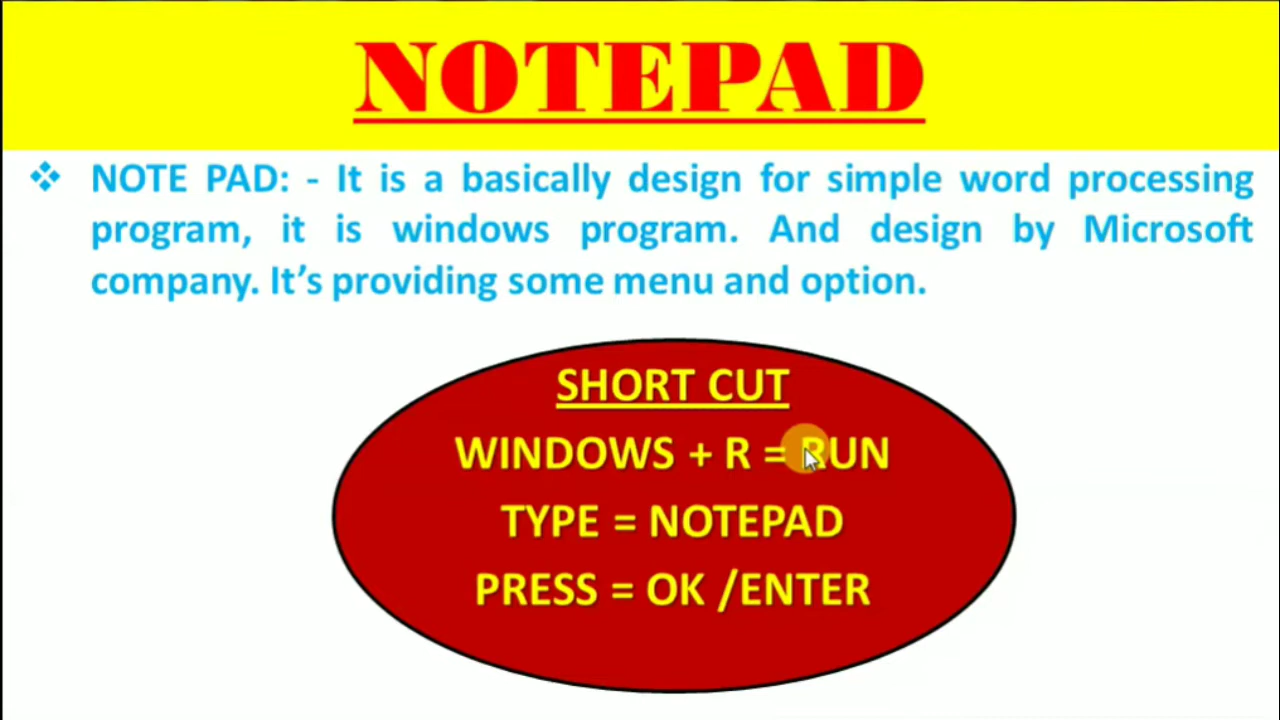 NOTEPAD
❖ NOTE PAD: - It is a basically design for simple word processing
program, it is windows program. And design by Microsoft
company. It’s providing some menu and option.
SHORT CUT
WINDOWS + R = RUN
TYPE = NOTEPAD
PRESS = OK /ENTER